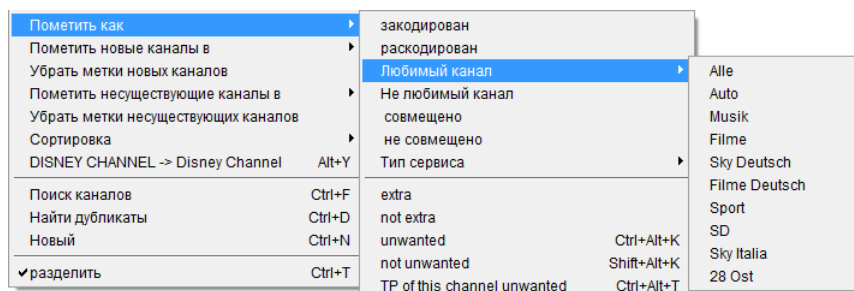 Пометить как
Пометить новые каналы в
Убрать метки новых каналов
Пометить несуществующие каналы в
Убрать метки несуществующих каналов
Сортировка
DISNEY CHANNEL -> Disney Channel Alt+Y
Поиск каналов Ctrl+F
Найти дубликаты Ctrl+D
Новый Ctrl+N
разделить Ctrl+T
закодирован
раскодирован
Любимый канал
Не любимый канал
совмещено
не совмещено
Тип сервиса
extra
not extra
unwanted Ctrl+Alt+K
not unwanted Shift+Alt+K
TP of this channel unwanted Ctrl+Alt+T
Alle
Auto
Musik
Filme
Sky Deutsch
Filme Deutsch
Sport
SD
Sky Italia
28 Ost